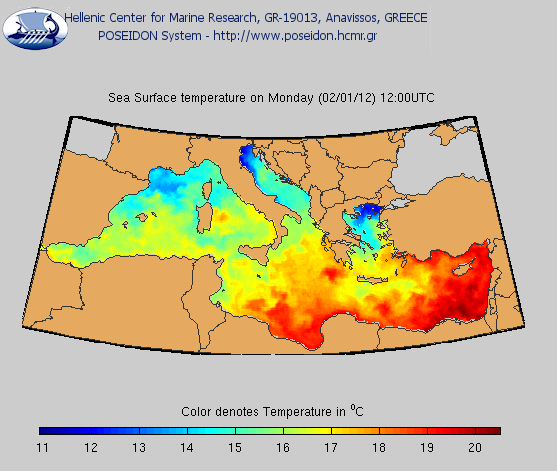 Hellenic Center for Marine Research, GR-19013, Anavissos, GREECE
POSEIDON System - http://www.poseidon.hcmr.gr
Sea Surface temperature on Monday (02/01/12) 12:00UTC
Color denotes Temperature in ⁰C
11 12 13 14 15 16 17 18 19 20